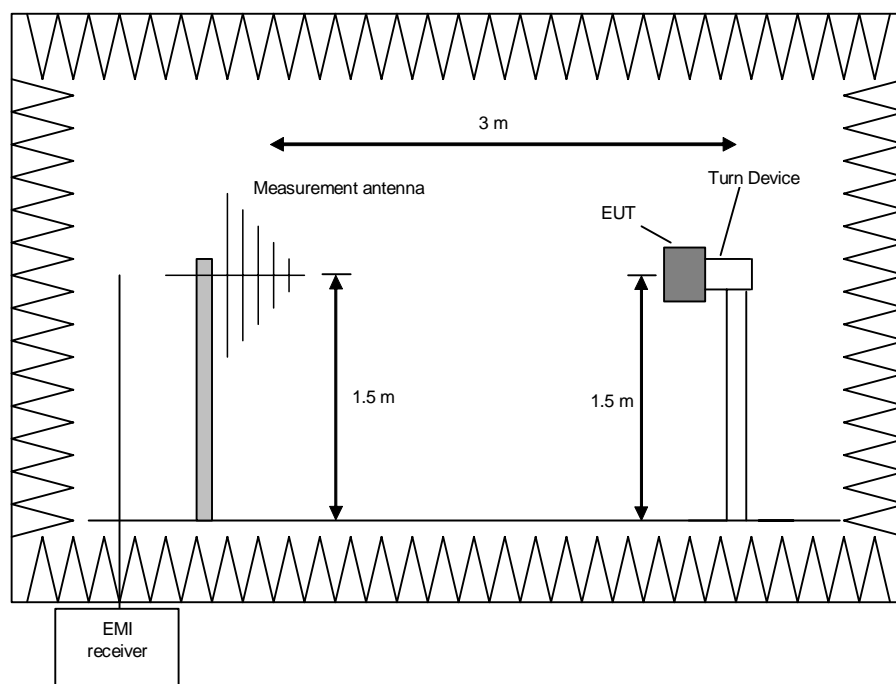 3 m
Measurement antenna
Turn Device
EUT
1.5 m
1.5 m
EMI
receiver